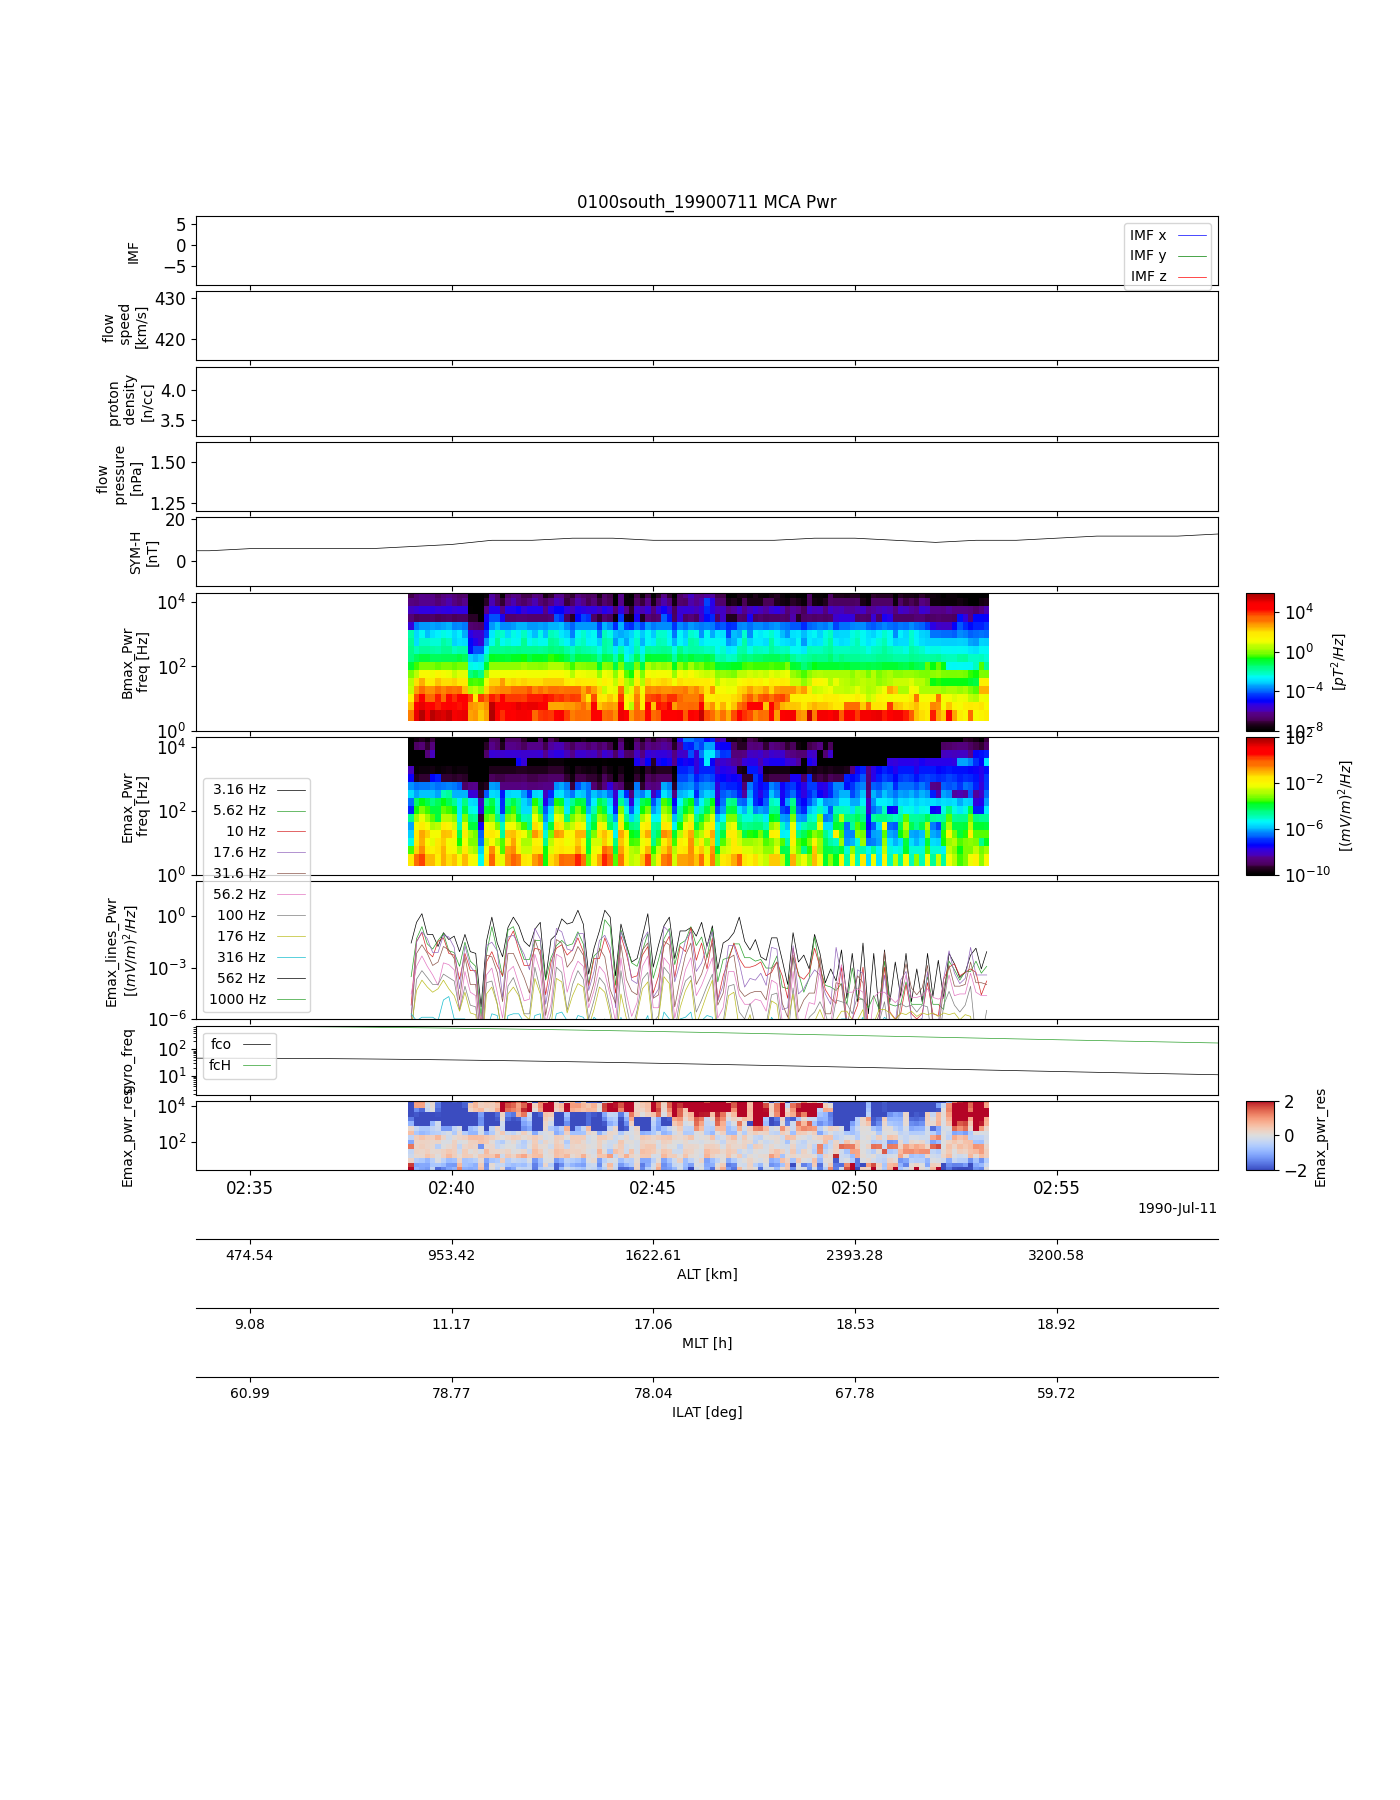 0100south_19900711 MCA Pwr
5
0
−5
IMF
IMF x
IMF y
IMF z
430
420
flow
speed
[km/s]
4.0
3.5
proton
density
[n/cc]
1.50
1.25
flow
pressure
[nPa]
20
0
SYM-H
[nT]
10^4
10^2
10^0
Bmax_Pwr
freq [Hz]
10^4
10^0
10^−4
10^−8
[pT^2/Hz]
10^4
10^2
10^0
Emax_Pwr
freq [Hz]
10^2
10^−2
10^−6
10^−10
[(mV/m)^2/Hz]
3.16 Hz
5.62 Hz
10 Hz
17.6 Hz
31.6 Hz
56.2 Hz
100 Hz
176 Hz
316 Hz
562 Hz
1000 Hz
10^0
10^−3
10^−6
Emax_lines_Pwr
[(mV/m)^2/Hz]
10^2
10^1
gyro_freq
fco
fcH
10^4
10^2
Emax_pwr_res
2
0
−2
Emax_pwr_res
02:35 02:40 02:45 02:50 02:55
1990-Jul-11
474.54 953.42 1622.61 2393.28 3200.58
ALT [km]
9.08 11.17 17.06 18.53 18.92
MLT [h]
60.99 78.77 78.04 67.78 59.72
ILAT [deg]